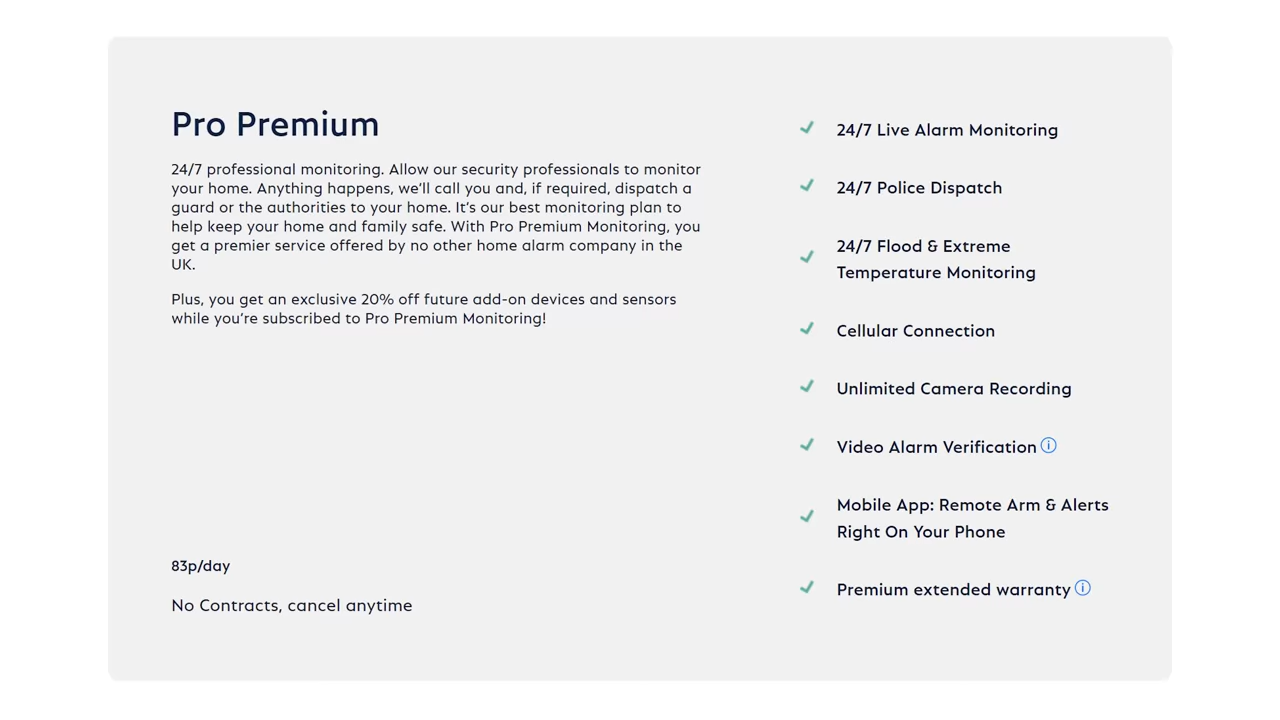 Pro Premium
24/7 professional monitoring. Allow our security professionals to monitor
your home. Anything happens, we'll call you and, if required, dispatch a
guard or the authorities to your home. It's our best monitoring plan to
help keep your home and family safe. With Pro Premium Monitoring, you
get a premier service offered by no other home alarm company in the
UK.
Plus, you get an exclusive 20% off future add-on devices and sensors
while you're subscribed to Pro Premium Monitoring!
83p/day
No Contracts, cancel anytime
24/7 Live Alarm Monitoring
24/7 Police Dispatch
24/7 Flood & Extreme
Temperature Monitoring
Cellular Connection
Unlimited Camera Recording
Video Alarm Verification
Mobile App: Remote Arm & Alerts
Right On Your Phone
Premium extended warranty